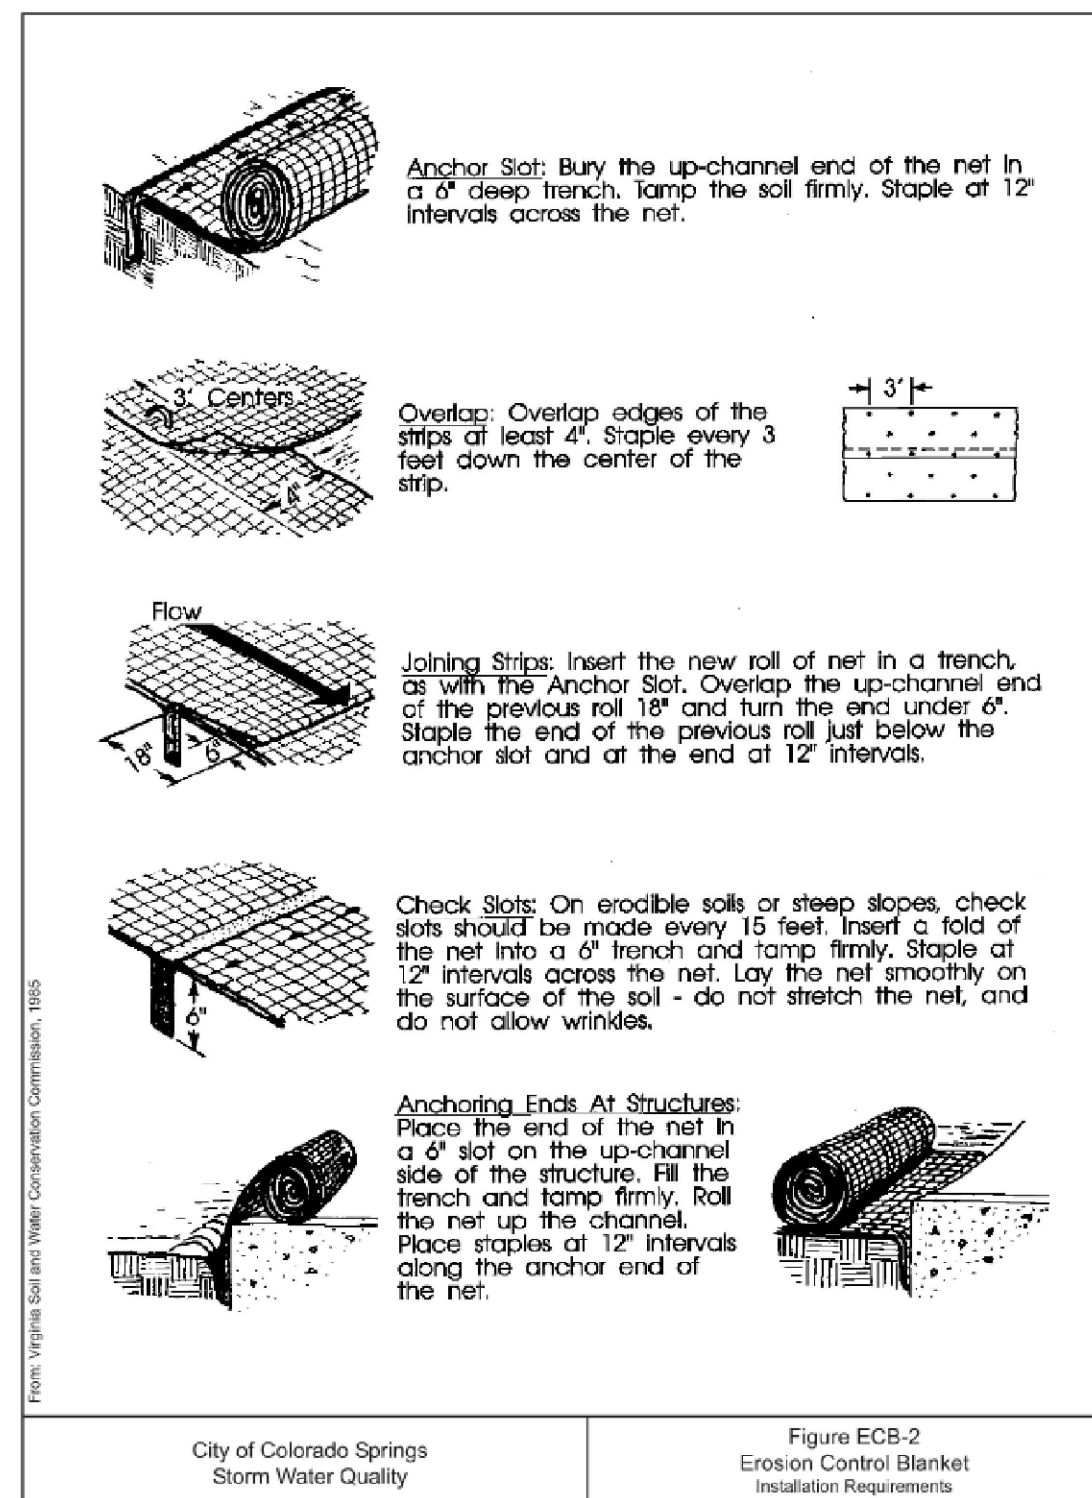 Anchor Slot: Bury the up-channel end of the net in
a 6" deep trench. Tamp the soil firmly. Staple at 12"
intervals across the net.
3' Centers
4"
Overlap: Overlap edges of the
strips at least 4". Staple every 3
feet down the center of the
strip.
3'
Flow
18"
6"
Joining Strips: Insert the new roll of net in a trench,
as with the Anchor Slot. Overlap the up-channel end
of the previous roll 18" and turn the end under 6".
Staple the end of the previous roll just below the
anchor slot and at the end at 12" intervals.
6"
Check Slots: On erodible soils or steep slopes, check
slots should be made every 15 feet. Insert a fold of
the net into a 6" trench and tamp firmly. Staple at
12" intervals across the net. Lay the net smoothly on
the surface of the soil - do not stretch the net, and
do not allow wrinkles.
Anchoring Ends At Structures:
Place the end of the net in
a 6" slot on the up-channel
side of the structure. Fill the
trench and tamp firmly. Roll
the net up the channel.
Place staples at 12" intervals
along the anchor end of
the net.
From: Virginia Soil and Water Conservation Commission, 1985
City of Colorado Springs
Storm Water Quality
Figure ECB-2
Erosion Control Blanket
Installation Requirements